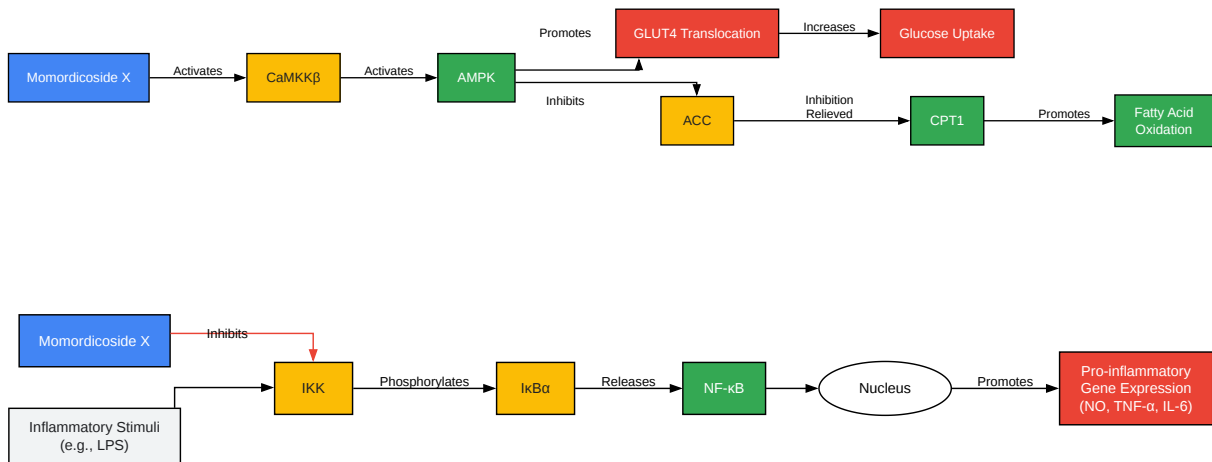 Promotes
GLUT4 Translocation
Increases
Glucose Uptake
Momordicoside X
Activates
CaMKKβ
Activates
AMPK
Inhibits
ACC
Inhibition
Relieved
CPT1
Promotes
Fatty Acid
Oxidation
Momordicoside X
Inhibits
Inflammatory Stimuli
(e.g., LPS)
IKK
Phosphorylates
IκBα
Releases
NF-κB
Nucleus
Promotes
Pro-inflammatory
Gene Expression
(NO, TNF-α, IL-6)